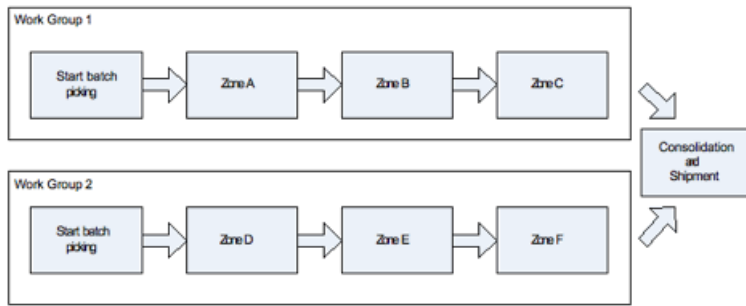 Work Group 1
Start batch
picking
Zone A
Zone B
Zone C
Consolidation
and
Shipment
Work Group 2
Start batch
picking
Zone D
Zone E
Zone F